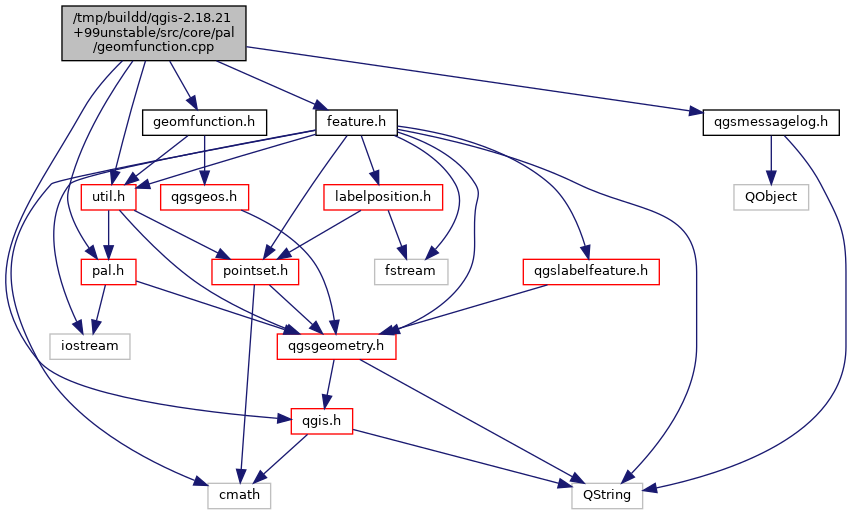 /tmp/buildd/qgis-2.18.21
+99unstable/src/core/pal
/geomfunction.cpp
geomfunction.h
feature.h
qgsmessagelog.h
util.h
qgsgeos.h
labelposition.h
QObject
pal.h
pointset.h
fstream
qgslabelfeature.h
iostream
qgsgeometry.h
qgis.h
cmath
QString